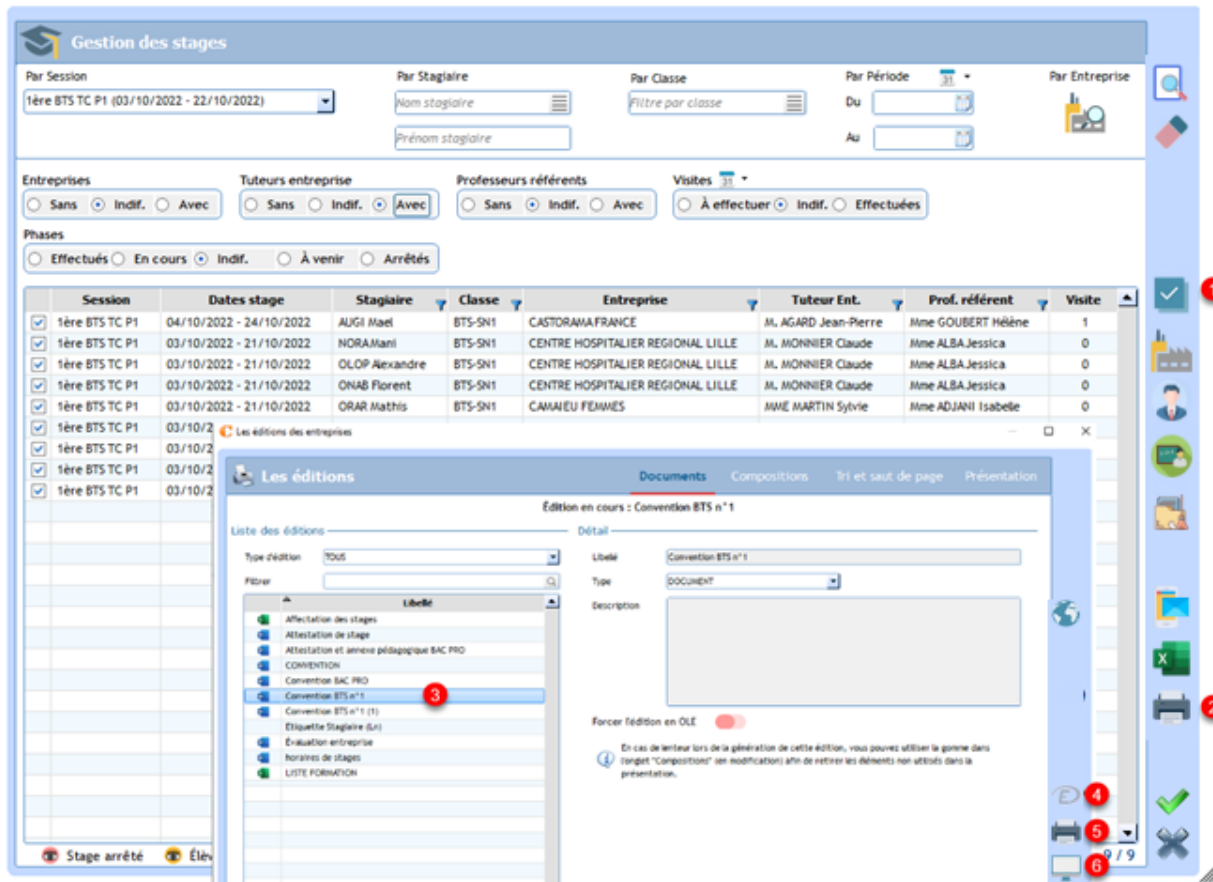 Gestion des stages
Par Session
Par Stagiaire
Par Classe
Par Période
31
Par Entreprise
1ère BTS TC P1 (03/10/2022 - 22/10/2022)
Nom stagiaire
Filtre par classe
Du
Prénom stagiaire
Au
Entreprises
Tuteurs entreprise
Professeurs référents
Visites 31
Sans Indif. Avec
Sans Indif. Avec
Sans Indif. Avec
À effectuer Indif. Effectuées
Phases
Effectués En cours Indif. À venir Arrêtés
Session Dates stage Stagiaire Classe Entreprise Tuteur Ent. Prof. référent Visite
1
1ère BTS TC P1 04/10/2022 - 24/10/2022 AUGI Mael BTS-SN1 CASTORAMA FRANCE M. AGARD Jean-Pierre Mme GOUBERT Hélène 1
1ère BTS TC P1 03/10/2022 - 21/10/2022 NORA Mani BTS-SN1 CENTRE HOSPITALIER REGIONAL LILLE M. MONNIER Claude Mme ALBA Jessica 0
1ère BTS TC P1 03/10/2022 - 21/10/2022 OLOP Alexandre BTS-SN1 CENTRE HOSPITALIER REGIONAL LILLE M. MONNIER Claude Mme ALBA Jessica 0
1ère BTS TC P1 03/10/2022 - 21/10/2022 ONAB Florent BTS-SN1 CENTRE HOSPITALIER REGIONAL LILLE M. MONNIER Claude Mme ALBA Jessica 0
1ère BTS TC P1 03/10/2022 - 21/10/2022 ORAR Mathis BTS-SN1 CAMAIEU FEMMES MME MARTIN Sylvie Mme ADJANI Isabelle 0
1ère BTS TC P1 03/10/2
1ère BTS TC P1 03/10/2
1ère BTS TC P1 03/10/2
1ère BTS TC P1 03/10/2
Les éditions des entreprises
Les éditions
Documents Compositions Tri et saut de page Présentation
Édition en cours : Convention BTS n°1
Liste des éditions
Détail
Type d'édition TOUS
Libellé Convention BTS n°1
Filtrer
Type DOCUMENT
Libellé
Description
Affectation des stages
Attestation de stage
Attestation et annexe pédagogique BAC PRO
CONVENTION
Convention BAC PRO
Convention BTS n°1
3
Convention BTS n°1 (1)
Étiquette Stagiaire (Ln)
Évaluation entreprise
horaires de stages
LISTE FORMATION
2
Forcer l'édition en OLE
En cas de lenteur lors de la génération de cette édition, vous pouvez utiliser la gomme dans
l'onglet "Compositions" (en modification) afin de retirer les éléments non utilisés dans la
présentation.
4
5
6
Stage arrêté
Élèv
9 / 9